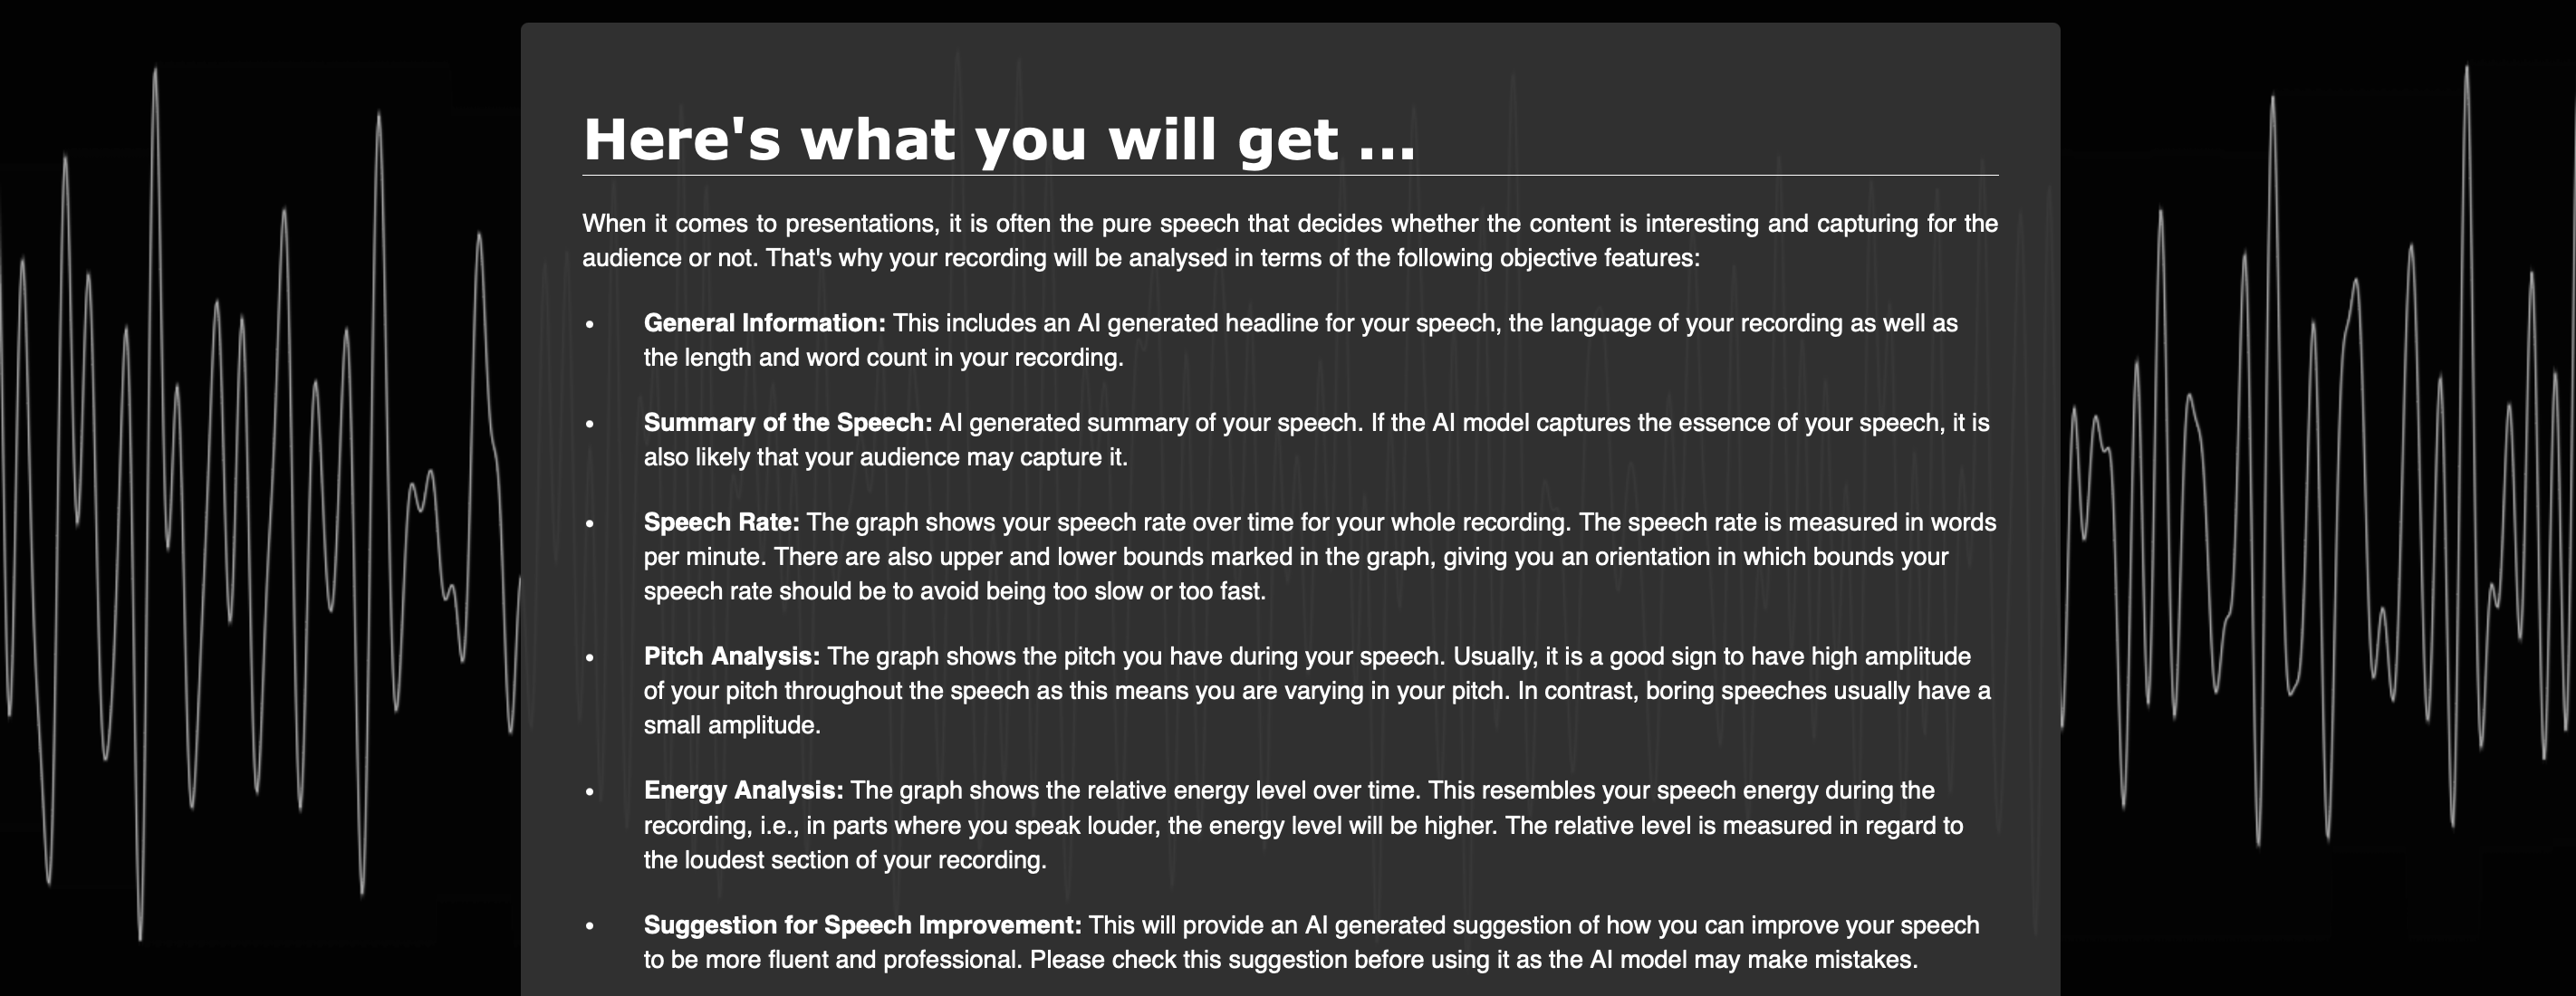 Here's what you will get ...
When it comes to presentations, it is often the pure speech that decides whether the content is interesting and capturing for the
audience or not. That's why your recording will be analysed in terms of the following objective features:
• General Information: This includes an AI generated headline for your speech, the language of your recording as well as
the length and word count in your recording.
• Summary of the Speech: AI generated summary of your speech. If the AI model captures the essence of your speech, it is
also likely that your audience may capture it.
• Speech Rate: The graph shows your speech rate over time for your whole recording. The speech rate is measured in words
per minute. There are also upper and lower bounds marked in the graph, giving you an orientation in which bounds your
speech rate should be to avoid being too slow or too fast.
• Pitch Analysis: The graph shows the pitch you have during your speech. Usually, it is a good sign to have high amplitude
of your pitch throughout the speech as this means you are varying in your pitch. In contrast, boring speeches usually have a
small amplitude.
• Energy Analysis: The graph shows the relative energy level over time. This resembles your speech energy during the
recording, i.e., in parts where you speak louder, the energy level will be higher. The relative level is measured in regard to
the loudest section of your recording.
• Suggestion for Speech Improvement: This will provide an AI generated suggestion of how you can improve your speech
to be more fluent and professional. Please check this suggestion before using it as the AI model may make mistakes.